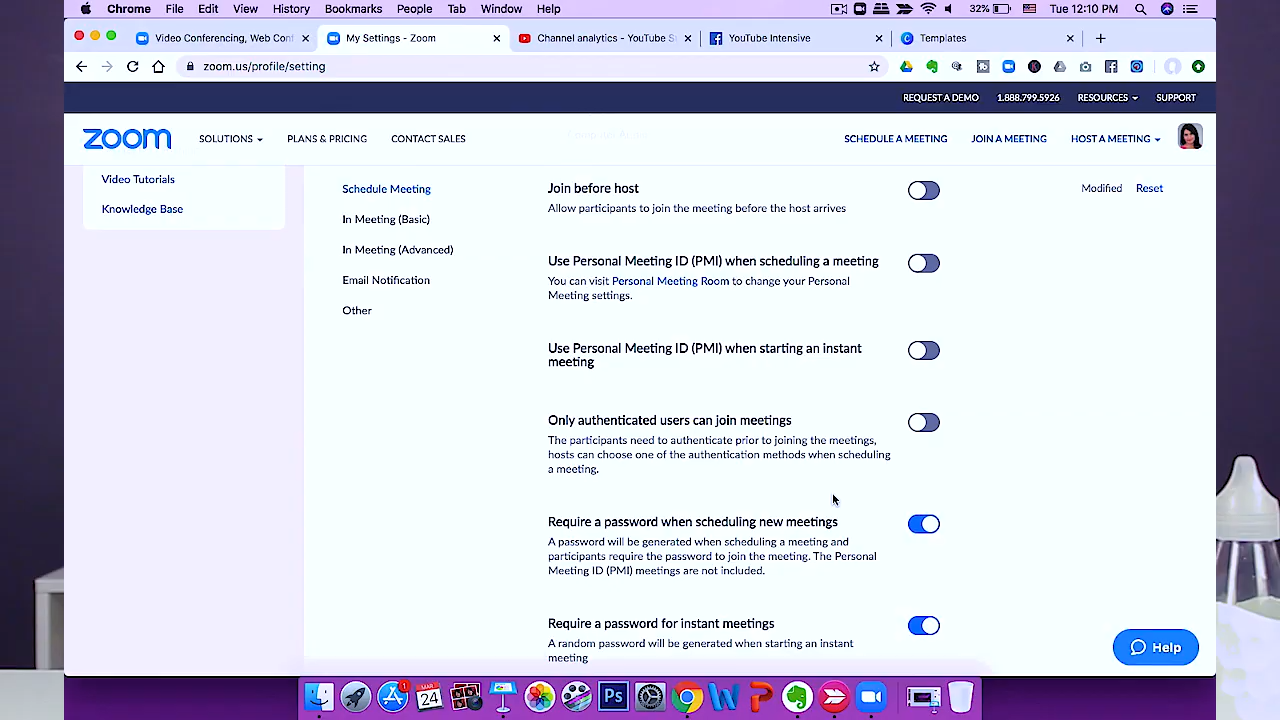 Chrome File Edit View History Bookmarks People Tab Window Help 32% Tue 12:10 PM
Video Conferencing, Web Conf My Settings - Zoom Channel analytics - YouTube S YouTube Intensive Templates
zoom.us/profile/setting
REQUEST A DEMO 1.888.799.5926 RESOURCES SUPPORT
zoom SOLUTIONS PLANS & PRICING CONTACT SALES SCHEDULE A MEETING JOIN A MEETING HOST A MEETING
Video Tutorials
Knowledge Base
Schedule Meeting
In Meeting (Basic)
In Meeting (Advanced)
Email Notification
Other
Join before host
Modified Reset
Allow participants to join the meeting before the host arrives
Use Personal Meeting ID (PMI) when scheduling a meeting
You can visit Personal Meeting Room to change your Personal
Meeting settings.
Use Personal Meeting ID (PMI) when starting an instant
meeting
Only authenticated users can join meetings
The participants need to authenticate prior to joining the meetings,
hosts can choose one of the authentication methods when scheduling
a meeting.
Require a password when scheduling new meetings
A password will be generated when scheduling a meeting and
participants require the password to join the meeting. The Personal
Meeting ID (PMI) meetings are not included.
Require a password for instant meetings
A random password will be generated when starting an instant
meeting
Help
1
MAR
24
Ps